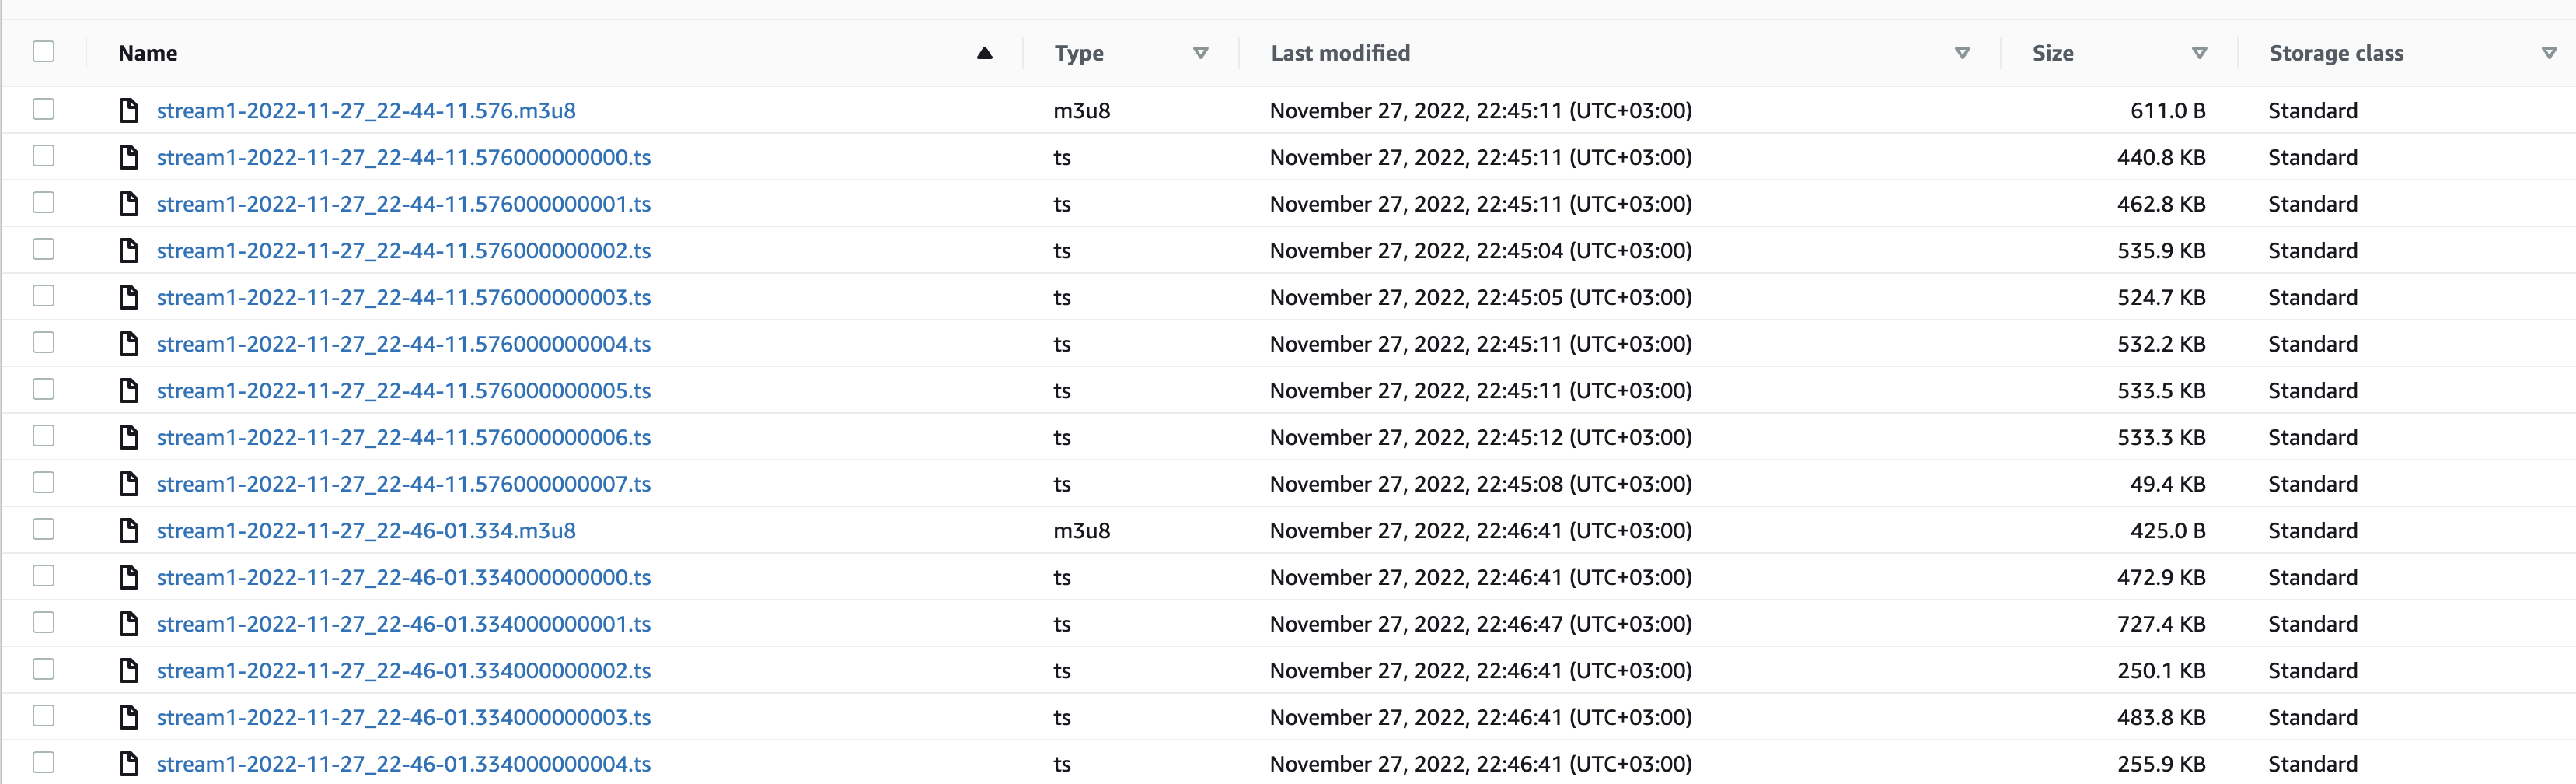 Name Type Last modified Size Storage class
stream1-2022-11-27_22-44-11.576.m3u8 m3u8 November 27, 2022, 22:45:11 (UTC+03:00) 611.0 B Standard
stream1-2022-11-27_22-44-11.576000000000.ts ts November 27, 2022, 22:45:11 (UTC+03:00) 440.8 KB Standard
stream1-2022-11-27_22-44-11.576000000001.ts ts November 27, 2022, 22:45:11 (UTC+03:00) 462.8 KB Standard
stream1-2022-11-27_22-44-11.576000000002.ts ts November 27, 2022, 22:45:04 (UTC+03:00) 535.9 KB Standard
stream1-2022-11-27_22-44-11.576000000003.ts ts November 27, 2022, 22:45:05 (UTC+03:00) 524.7 KB Standard
stream1-2022-11-27_22-44-11.576000000004.ts ts November 27, 2022, 22:45:11 (UTC+03:00) 532.2 KB Standard
stream1-2022-11-27_22-44-11.576000000005.ts ts November 27, 2022, 22:45:11 (UTC+03:00) 533.5 KB Standard
stream1-2022-11-27_22-44-11.576000000006.ts ts November 27, 2022, 22:45:12 (UTC+03:00) 533.3 KB Standard
stream1-2022-11-27_22-44-11.576000000007.ts ts November 27, 2022, 22:45:08 (UTC+03:00) 49.4 KB Standard
stream1-2022-11-27_22-46-01.334.m3u8 m3u8 November 27, 2022, 22:46:41 (UTC+03:00) 425.0 B Standard
stream1-2022-11-27_22-46-01.334000000000.ts ts November 27, 2022, 22:46:41 (UTC+03:00) 472.9 KB Standard
stream1-2022-11-27_22-46-01.334000000001.ts ts November 27, 2022, 22:46:47 (UTC+03:00) 727.4 KB Standard
stream1-2022-11-27_22-46-01.334000000002.ts ts November 27, 2022, 22:46:41 (UTC+03:00) 250.1 KB Standard
stream1-2022-11-27_22-46-01.334000000003.ts ts November 27, 2022, 22:46:41 (UTC+03:00) 483.8 KB Standard
stream1-2022-11-27_22-46-01.334000000004.ts ts November 27, 2022, 22:46:41 (UTC+03:00) 255.9 KB Standard